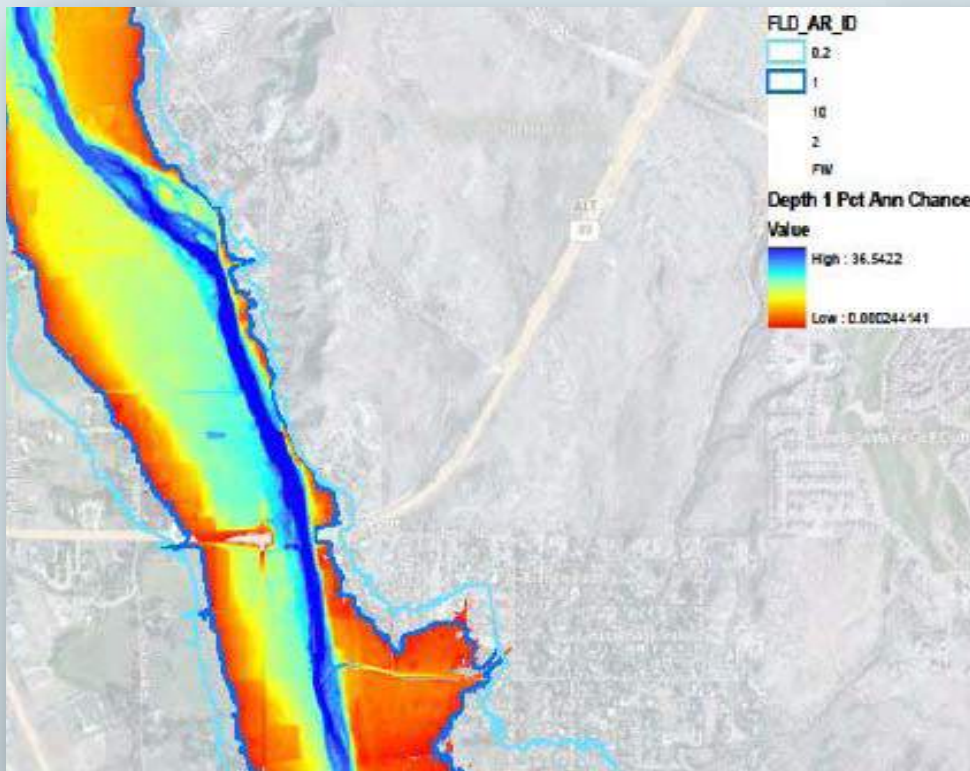 FLD_AR_ID
0.2
1
10
2
FW
Depth 1 Pct Ann Chance
Value
High : 36.5422
Low : 0.000244141
ALT
89